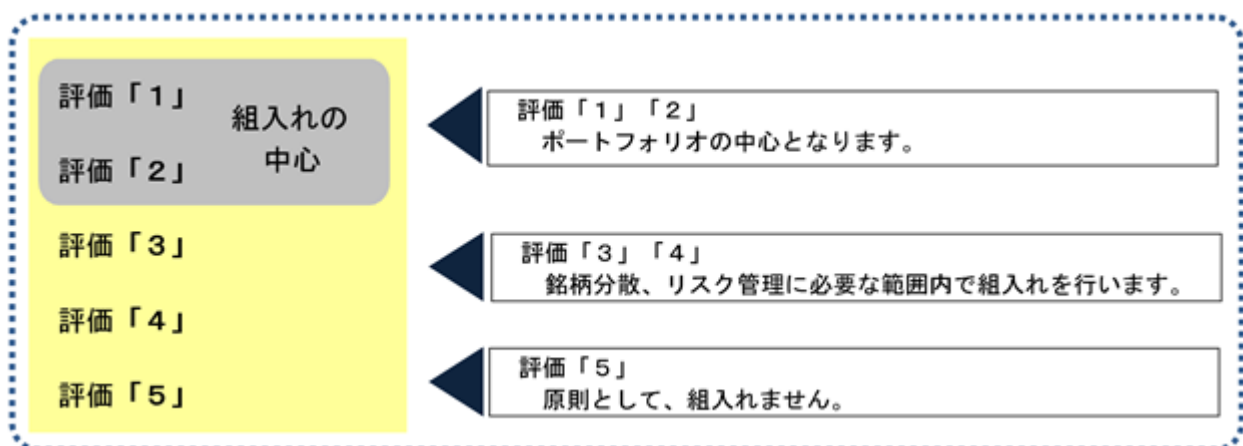 評価「１」
組入れの
中心
評価「２」
評価「３」
評価「４」
評価「５」
評価「１」「２」
ポートフォリオの中心となります。
評価「３」「４」
銘柄分散、リスク管理に必要な範囲内で組入れを行います。
評価「５」
原則として、組入れません。